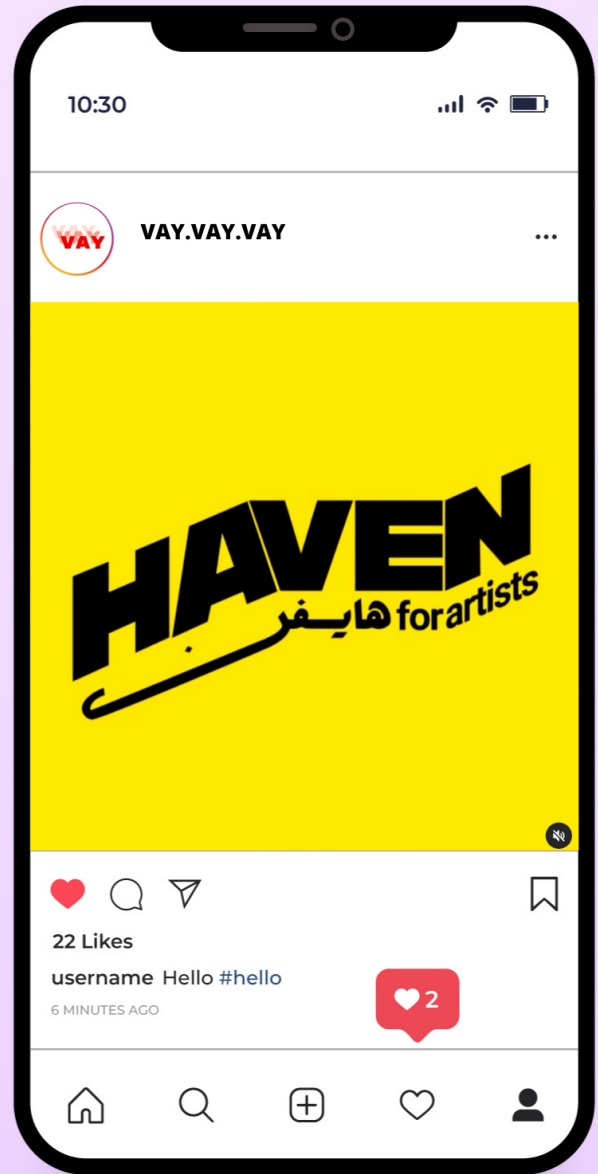 10:30
VAY
VAY.VAY.VAY
HAVEN
هايفن for artists
22 Likes
username Hello #hello
6 MINUTES AGO
2